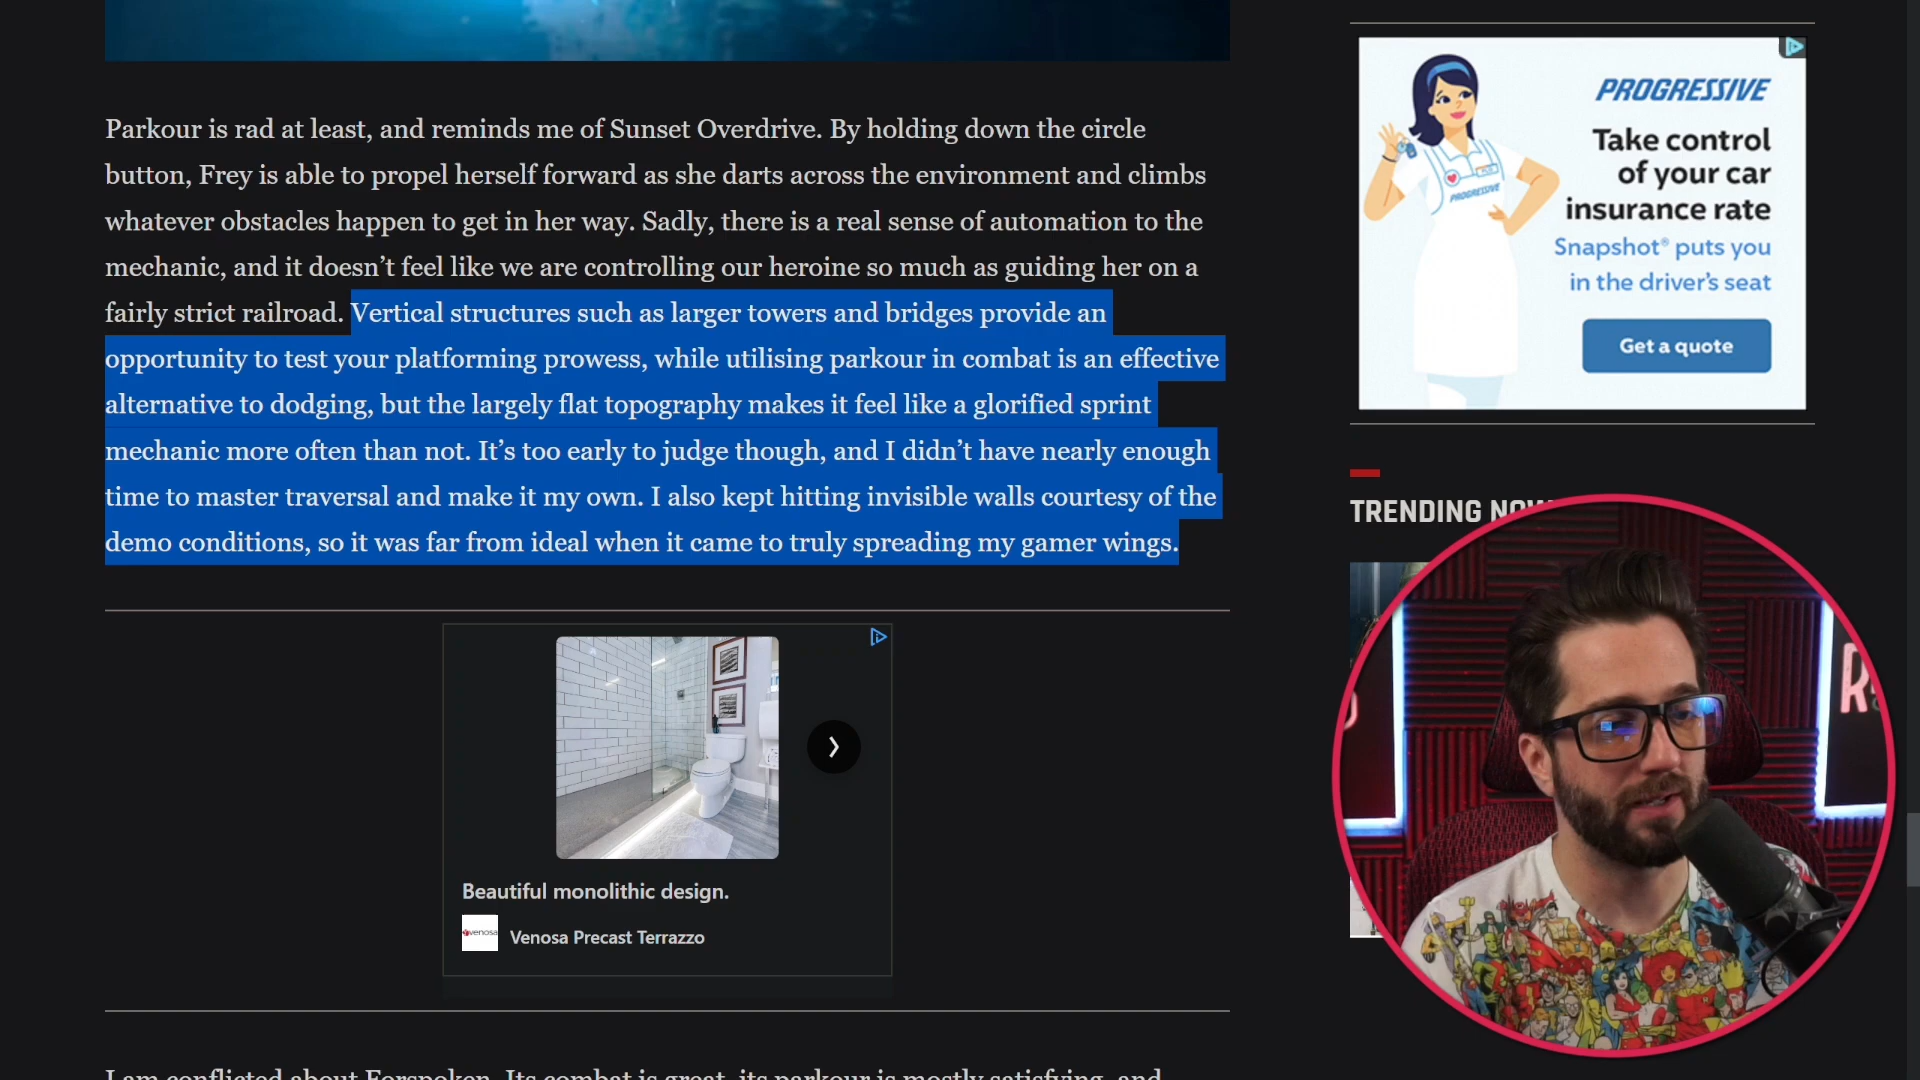 Parkour is rad at least, and reminds me of Sunset Overdrive. By holding down the circle
button, Frey is able to propel herself forward as she darts across the environment and climbs
whatever obstacles happen to get in her way. Sadly, there is a real sense of automation to the
mechanic, and it doesn’t feel like we are controlling our heroine so much as guiding her on a
fairly strict railroad. Vertical structures such as larger towers and bridges provide an
opportunity to test your platforming prowess, while utilising parkour in combat is an effective
alternative to dodging, but the largely flat topography makes it feel like a glorified sprint
mechanic more often than not. It’s too early to judge though, and I didn’t have nearly enough
time to master traversal and make it my own. I also kept hitting invisible walls courtesy of the
demo conditions, so it was far from ideal when it came to truly spreading my gamer wings.
Beautiful monolithic design.
venosa
Venosa Precast Terrazzo
I am conflicted about Forspoken. Its combat is great, its parkour is mostly satisfying, and
PROGRESSIVE
Take control
of your car
insurance rate
Snapshot® puts you
in the driver’s seat
Get a quote
PROGRESSIVE
TRENDING NOW